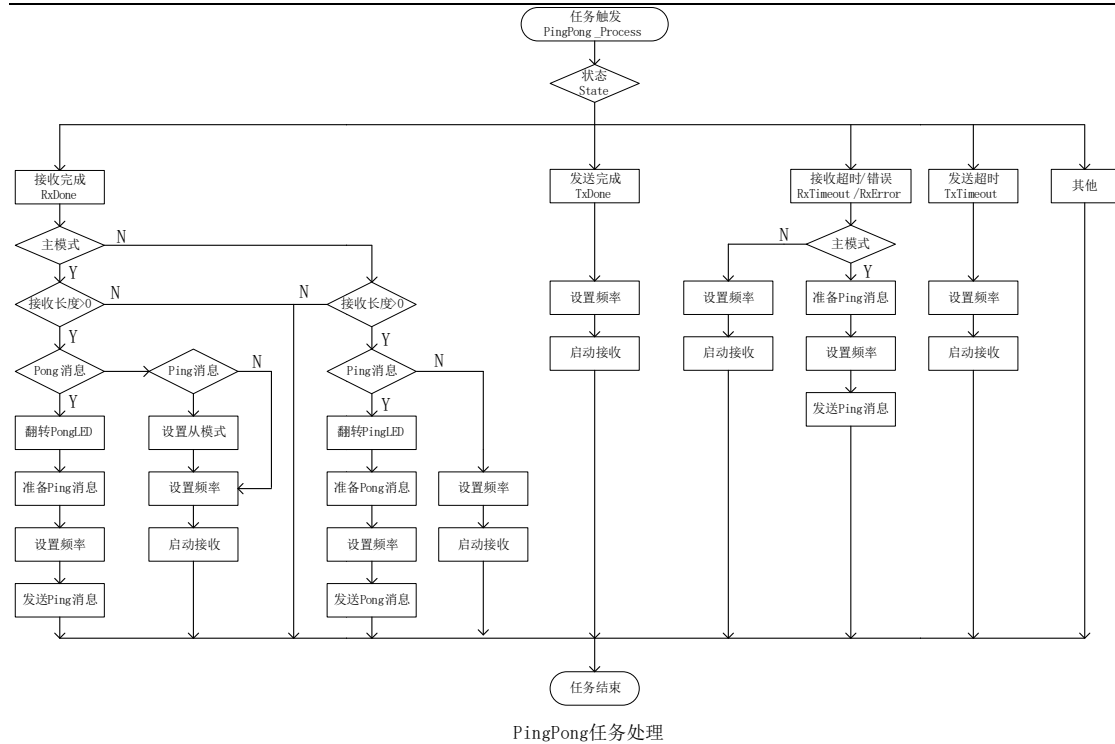 任务触发
PingPong_Process
状态
State
接收完成
RxDone
发送完成
TxDone
接收超时/错误
RxTimeout/RxError
发送超时
TxTimeout
其他
主模式
N
Y
N
主模式
Y
接收长度>0
N
N
接收长度>0
Y
Y
设置频率
设置频率
准备Ping消息
设置频率
Pong消息
Ping消息
N
Ping消息
N
启动接收
启动接收
设置频率
启动接收
Y
Y
发送Ping消息
翻转PongLED
设置从模式
翻转PingLED
准备Ping消息
设置频率
准备Pong消息
设置频率
设置频率
启动接收
设置频率
启动接收
发送Ping消息
发送Pong消息
任务结束
PingPong任务处理